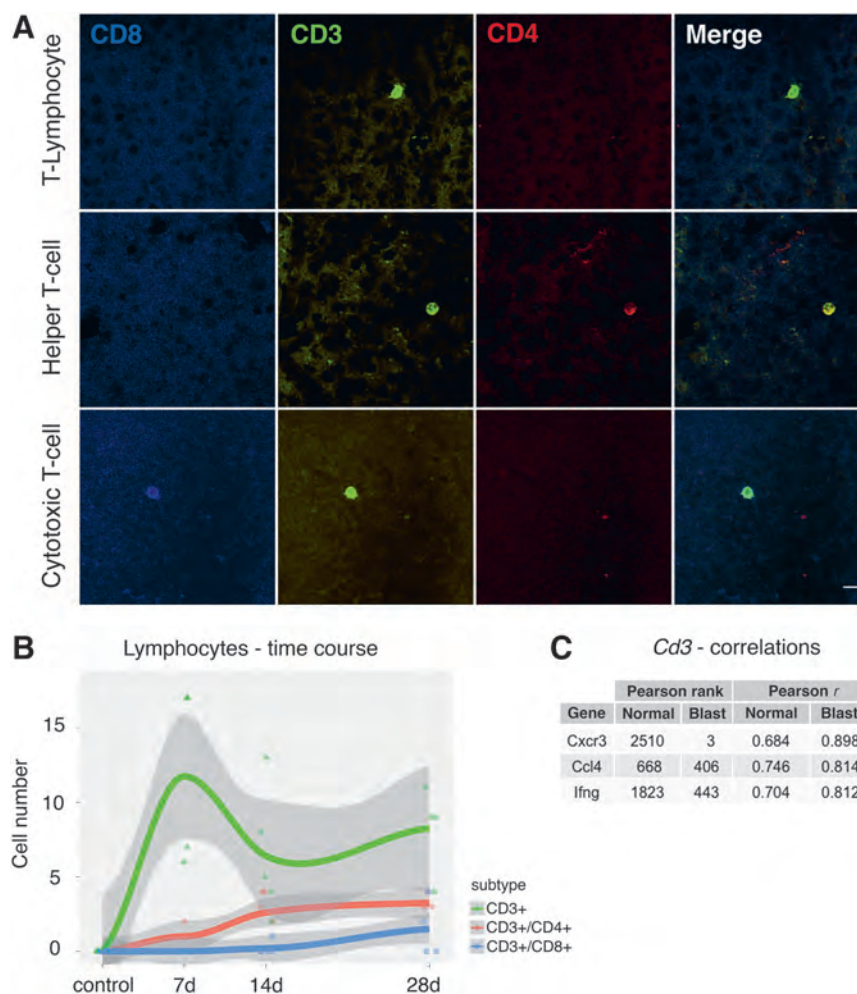 A
CD8 CD3 CD4 Merge
T-Lymphocyte
Helper T-cell
Cytotoxic T-cell
B
Lymphocytes - time course
Cell number
15
10
5
0
control 7d 14d 28d
subtype
CD3+
CD3+/CD4+
CD3+/CD8+
C
Cd3 - correlations
Pearson rank Pearson r
Gene Normal Blast Normal Blast
Cxcr3 2510 3 0.684 0.898
Ccl4 668 406 0.746 0.814
Ifng 1823 443 0.704 0.812